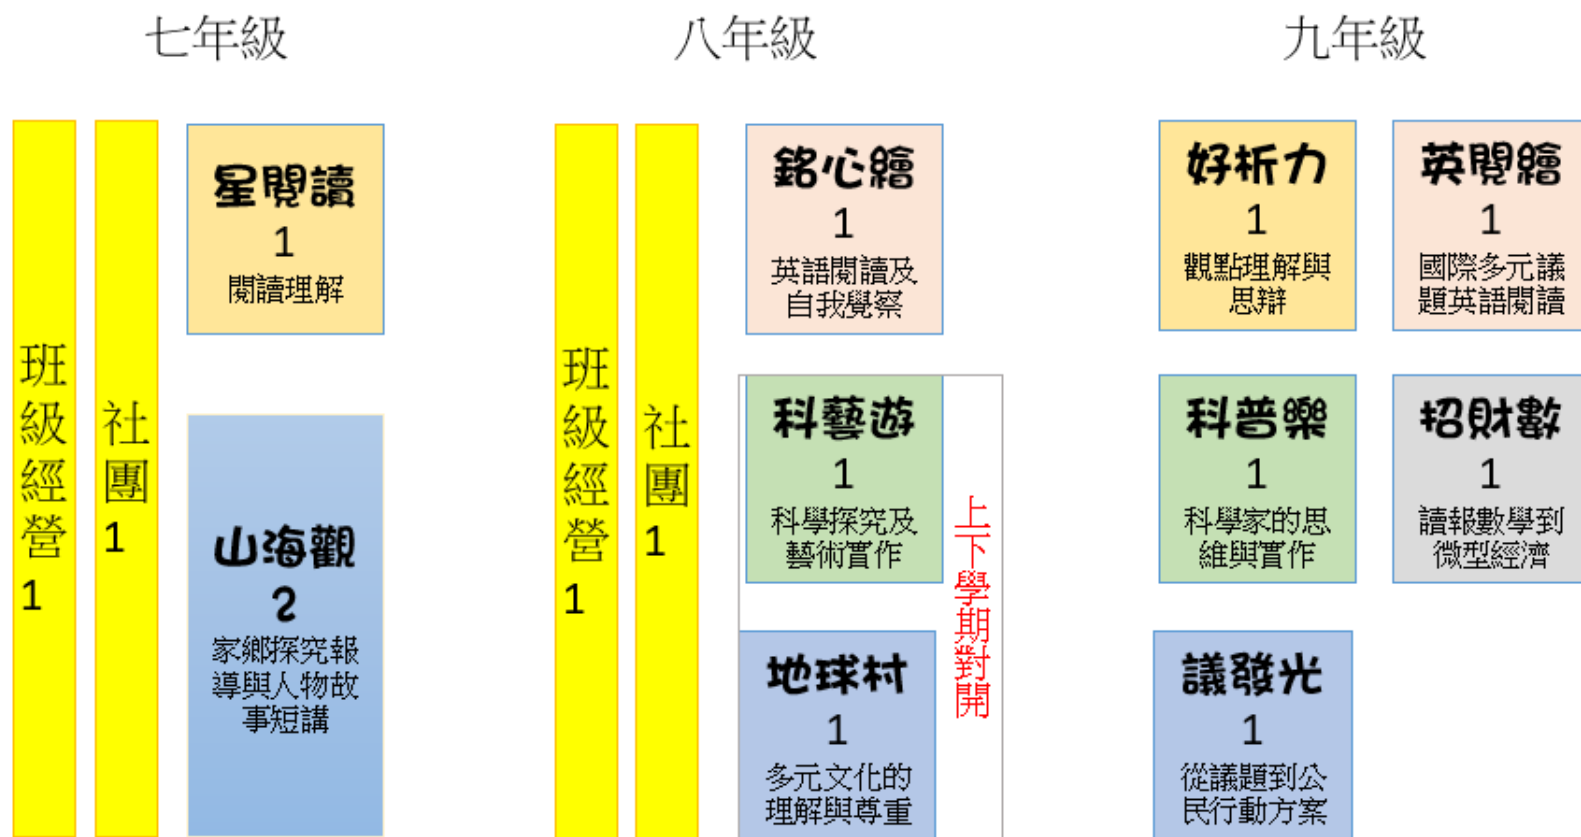 七年級
八年級
九年級
班級經營1
社團1
星閱讀
1
閱讀理解
山海觀
2
家鄉探究報
導與人物故
事短講
班級經營1
社團1
銘心繪
1
英語閱讀及
自我覺察
科藝遊
1
科學探究及
藝術實作
地球村
1
多元文化的
理解與尊重
上下學期對開
好析力
1
觀點理解與
思辯
英閱繪
1
國際多元議
題英語閱讀
科普樂
1
科學家的思
維與實作
招財數
1
讀報數學到
微型經濟
議發光
1
從議題到公
民行動方案